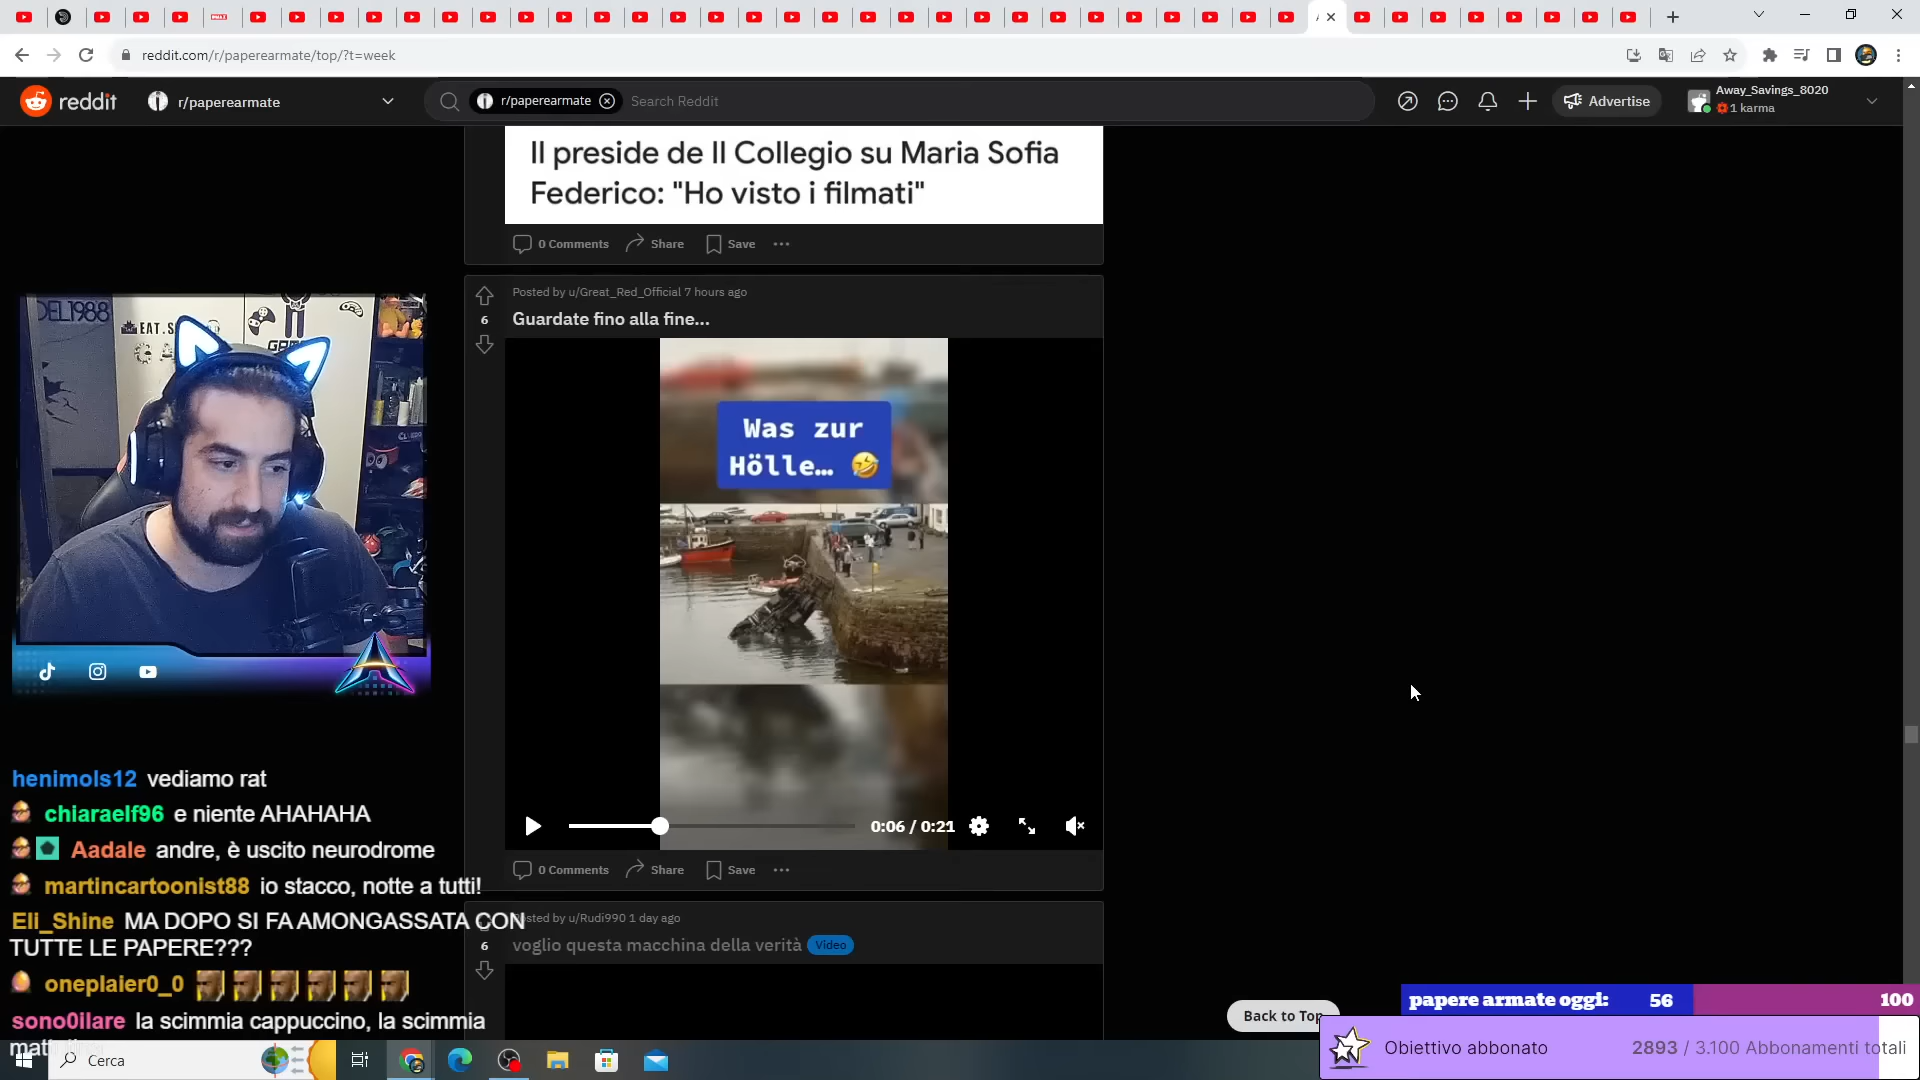 reddit.com/r/paperearmate/top/?t=week
reddit
r/paperearmate
r/paperearmate
Search Reddit
Advertise
Away_Savings_8020
1 karma
Il preside de Il Collegio su Maria Sofia
Federico: "Ho visto i filmati"
0 Comments
Share
Save
Posted by u/Great_Red_Official 7 hours ago
6
Guardate fino alla fine...
Was zur
Hölle... 🤣
0:06 / 0:21
0 Comments
Share
Save
Posted by u/Rudi990 1 day ago
6
voglio questa macchina della verità
Video
DEL1988
EAT.
henimols12 vediamo rat
chiaraelf96 e niente AHAHAHA
Aadale andre, è uscito neurodrome
martincartoonist88 io stacco, notte a tutti!
Eli_Shine MA DOPO SI FA AMONGASSATA CON
TUTTE LE PAPERE???
oneplaier0_0
sono0ilare la scimmia cappuccino, la scimmia
Back to Top
papere armate oggi: 56
100
Obiettivo abbonato
2893 / 3.100 Abbonamenti totali
Cerca